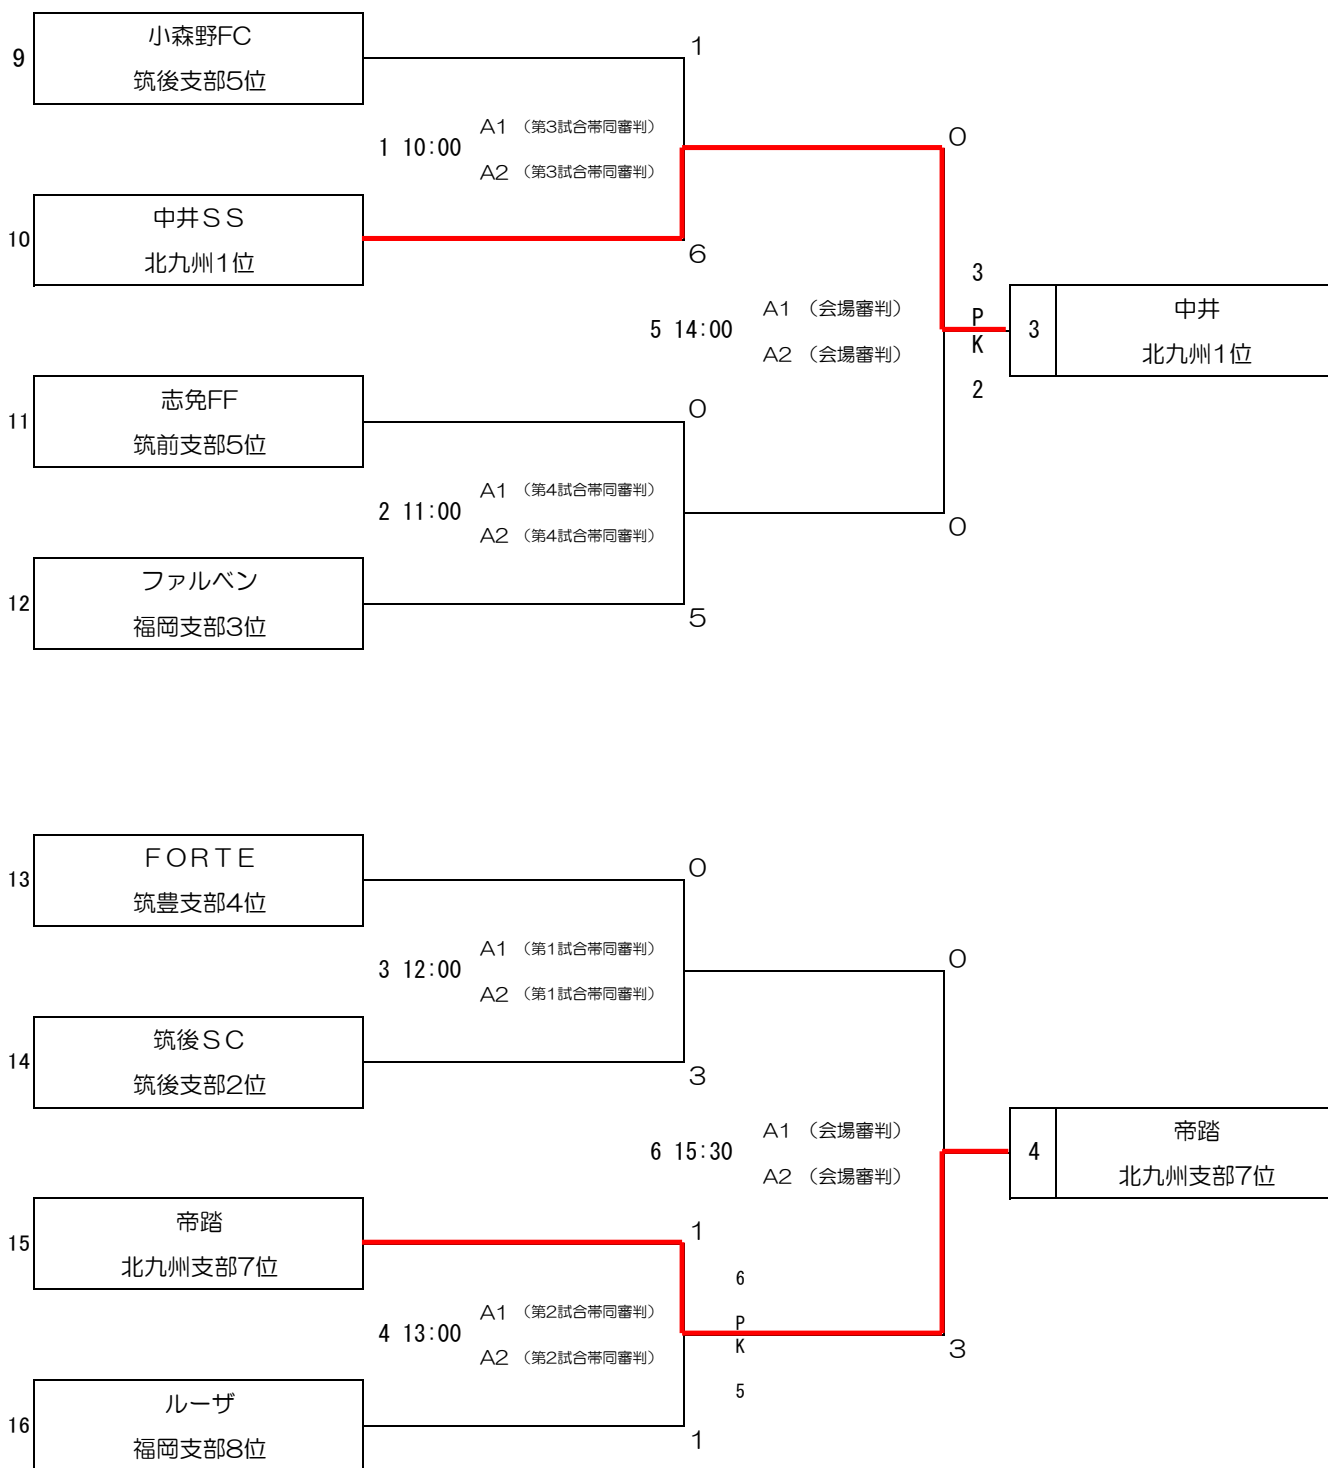 小森野FC
1
9
筑後支部5位
A1 （第3試合帯同審判）
0
1 10:00
A2 （第3試合帯同審判）
中井ＳＳ
10
北九州1位
6
3
A1 （会場審判）
中井
5 14:00
P
3
K
A2 （会場審判）
北九州1位
2
志免FF
0
11
筑前支部5位
A1 （第4試合帯同審判）
2 11:00
A2 （第4試合帯同審判）
0
ファルベン
12
福岡支部3位
5
ＦＯＲＴＥ
0
13
筑豊支部4位
A1 （第1試合帯同審判）
0
3 12:00
A2 （第1試合帯同審判）
筑後ＳＣ
14
筑後支部2位
3
A1 （会場審判）
帝踏
6 15:30
4
A2 （会場審判）
北九州支部7位
帝踏
1
15
北九州支部7位
6
A1 （第2試合帯同審判）
4 13:00
P
K
A2 （第2試合帯同審判）
3
5
ルーザ
16
福岡支部8位
1